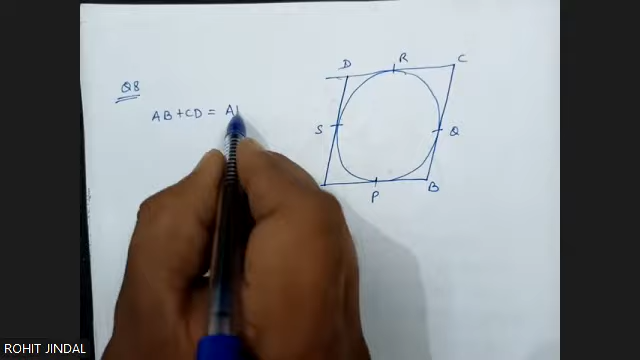 Q8
D R C
AB + CD = A
S Q
P B
ROHIT JINDAL